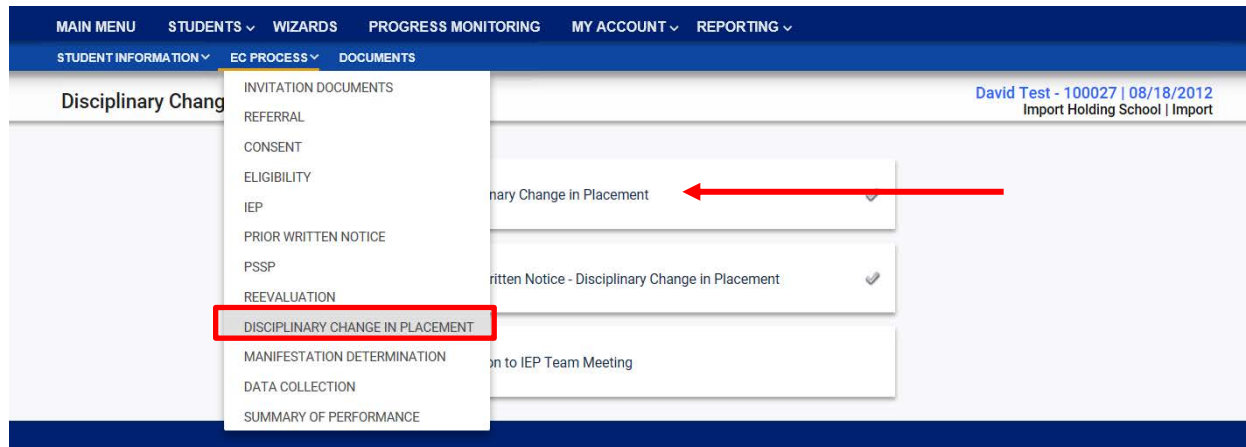 MAIN MENU STUDENTS WIZARDS PROGRESS MONITORING MY ACCOUNT REPORTING
STUDENT INFORMATION EC PROCESS DOCUMENTS
Disciplinary Chang
David Test - 100027 | 08/18/2012
Import Holding School | Import
INVITATION DOCUMENTS
REFERRAL
CONSENT
ELIGIBILITY
IEP
PRIOR WRITTEN NOTICE
PSSP
REEVALUATION
DISCIPLINARY CHANGE IN PLACEMENT
MANIFESTATION DETERMINATION
DATA COLLECTION
SUMMARY OF PERFORMANCE
nary Change in Placement
ritten Notice - Disciplinary Change in Placement
on to IEP Team Meeting